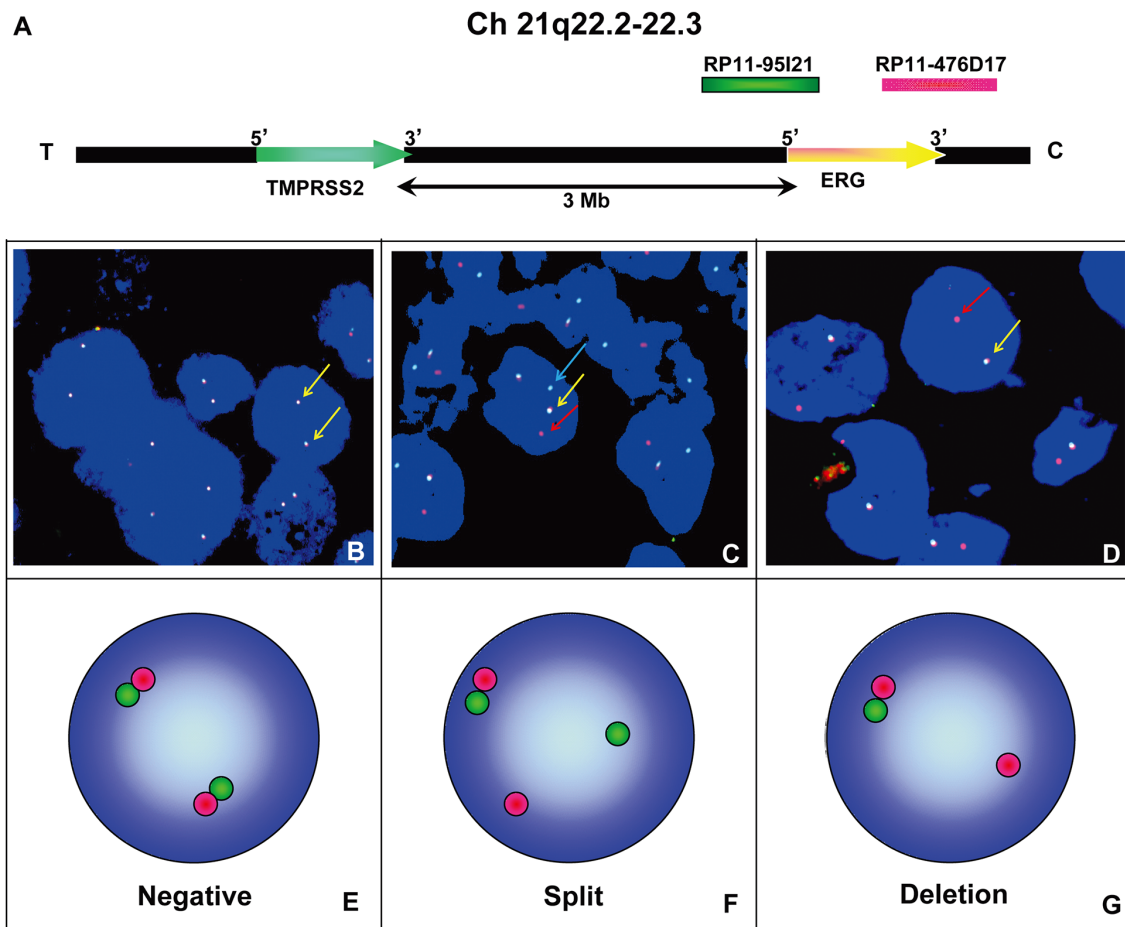 A
Ch 21q22.2-22.3
RP11-95I21 RP11-476D17
5’ 3’ 5’ 3’
T C
TMPRSS2 ERG
3 Mb
B C D
Negative Split Deletion
E F G